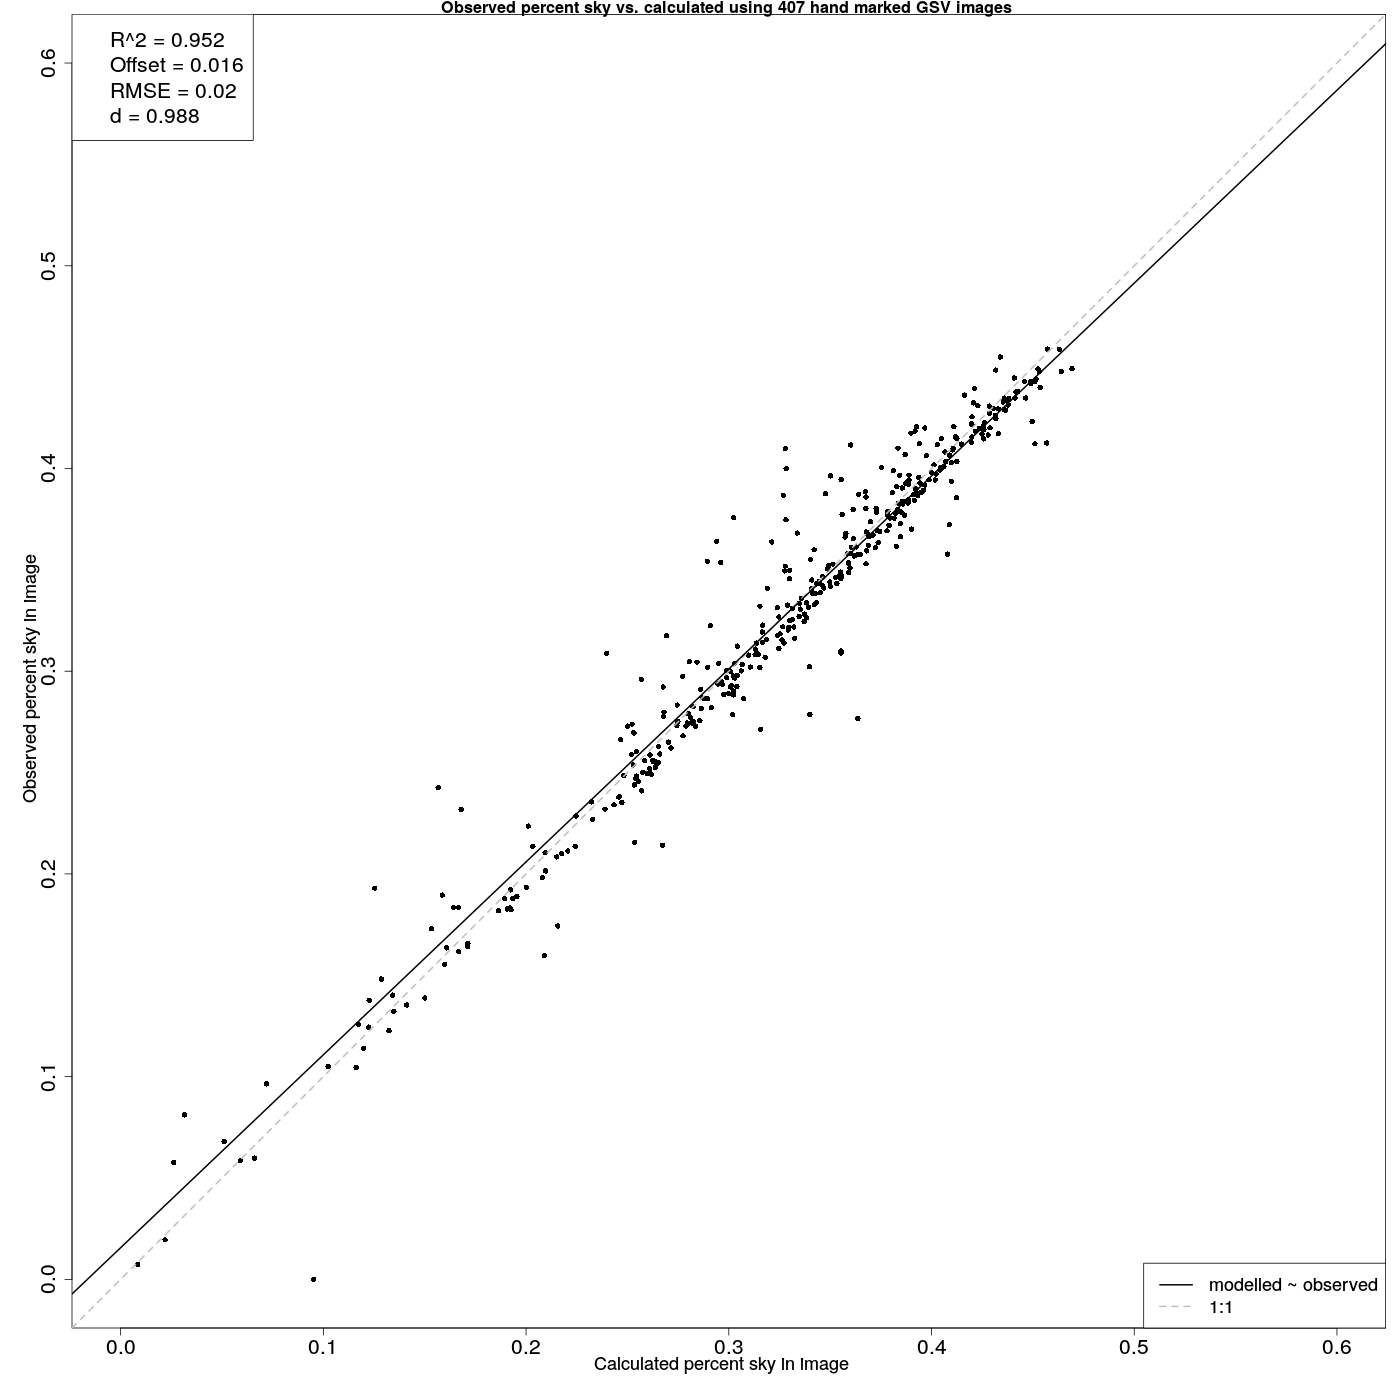 Observed percent sky vs. calculated using 407 hand marked GSV images
R^2 = 0.952
Offset = 0.016
RMSE = 0.02
d = 0.988
0.6
0.5
0.4
0.3
0.2
0.1
0.0
Observed percent sky in image
modelled ~ observed
1:1
0.0 0.1 0.2 0.3 0.4 0.5 0.6
Calculated percent sky in image